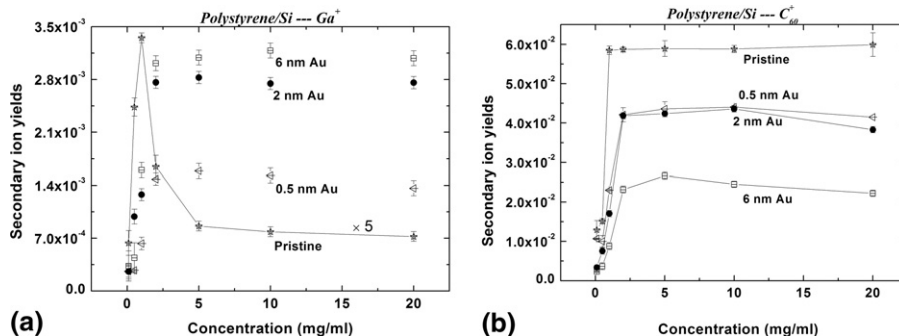 Polystyrene/Si --- Ga+
3.5x10-3
2.8x10-3
2.1x10-3
1.4x10-3
7.0x10-4
0.0
Secondary ion yields
6 nm Au
2 nm Au
0.5 nm Au
× 5
Pristine
0 5 10 15 20
Concentration (mg/ml)
(a)
Polystyrene/Si --- C60+
6.0x10-2
5.0x10-2
4.0x10-2
3.0x10-2
2.0x10-2
1.0x10-2
0.0
Secondary ion yields
Pristine
0.5 nm Au
2 nm Au
6 nm Au
0 5 10 15 20
Concentration (mg/ml)
(b)